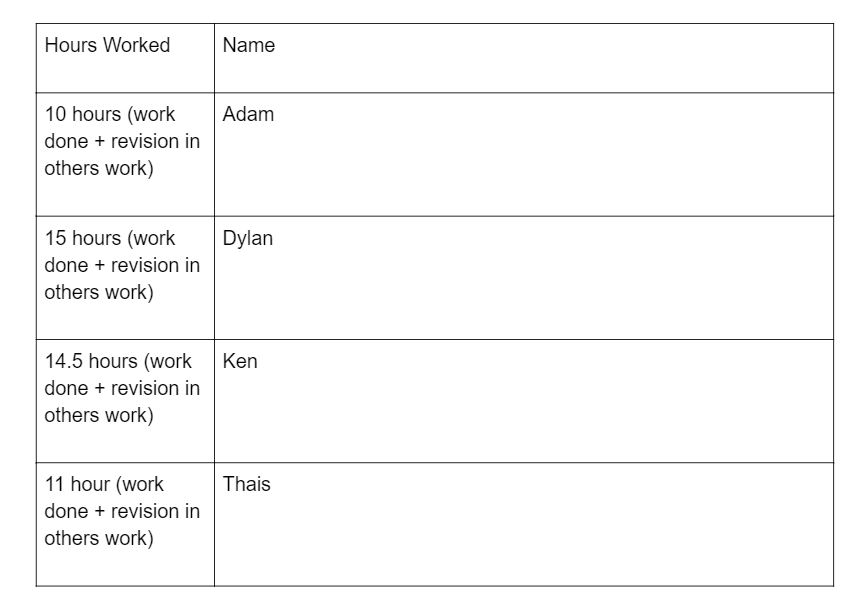 Hours Worked
Name
10 hours (work
done + revision in
others work)
Adam
15 hours (work
done + revision in
others work)
Dylan
14.5 hours (work
done + revision in
others work)
Ken
11 hour (work
done + revision in
others work)
Thais